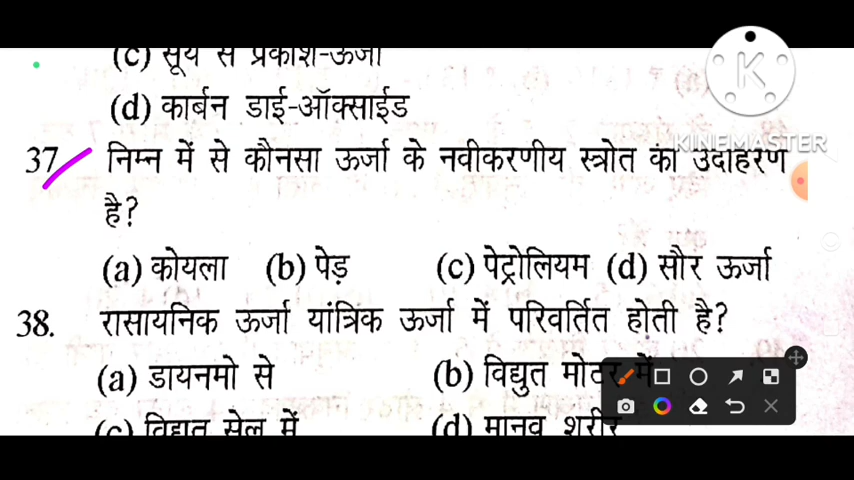 (c) सूर्य से प्रकाश-ऊर्जा
(d) कार्बन डाई-ऑक्साईड
KINEMASTER
37 निम्न में से कौनसा ऊर्जा के नवीकरणीय स्त्रोत का उदाहरण
है?
(a) कोयला (b) पेड़ (c) पेट्रोलियम (d) सौर ऊर्जा
38. रासायनिक ऊर्जा यांत्रिक ऊर्जा में परिवर्तित होती है?
(a) डायनमो से (b) विद्युत मोटर में
(c) विद्युत सेल में (d) मानव शरीर